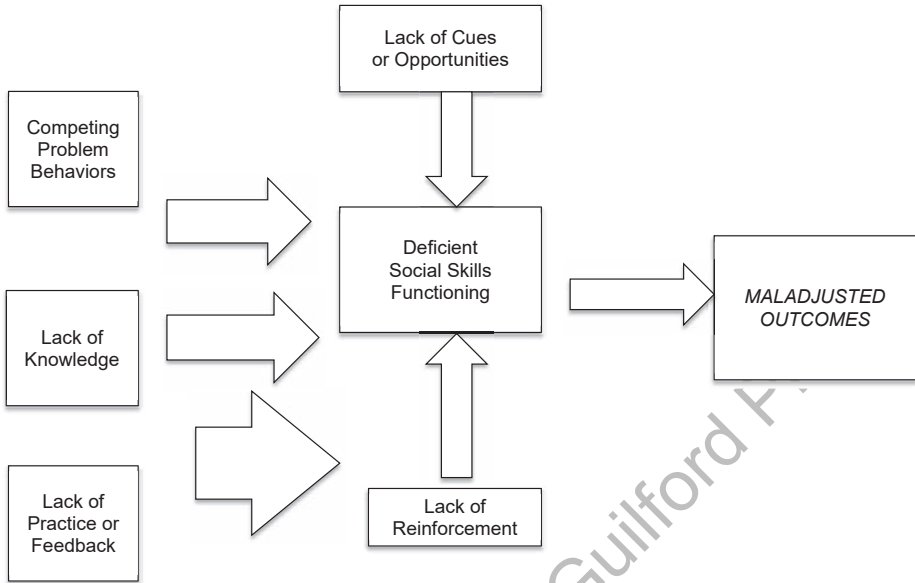 Lack of Cues
or Opportunities
Competing
Problem
Behaviors
Deficient
Social Skills
Functioning
MALADJUSTED
OUTCOMES
Lack of
Knowledge
Lack of
Practice or
Feedback
Lack of
Reinforcement
Guilford